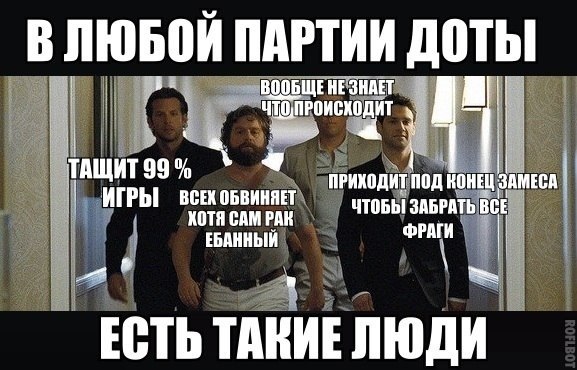 В ЛЮБОЙ ПАРТИИ ДОТЫ
ВООБЩЕ НЕ ЗНАЕТ
ЧТО ПРОИСХОДИТ
ТАЩИТ 99 %
ИГРЫ
ВСЕХ ОБВИНЯЕТ
ХОТЯ САМ РАК
ЕБАННЫЙ
ПРИХОДИТ ПОД КОНЕЦ ЗАМЕСА
ЧТОБЫ ЗАБРАТЬ ВСЕ
ФРАГИ
ЕСТЬ ТАКИЕ ЛЮДИ
ROFLBOT